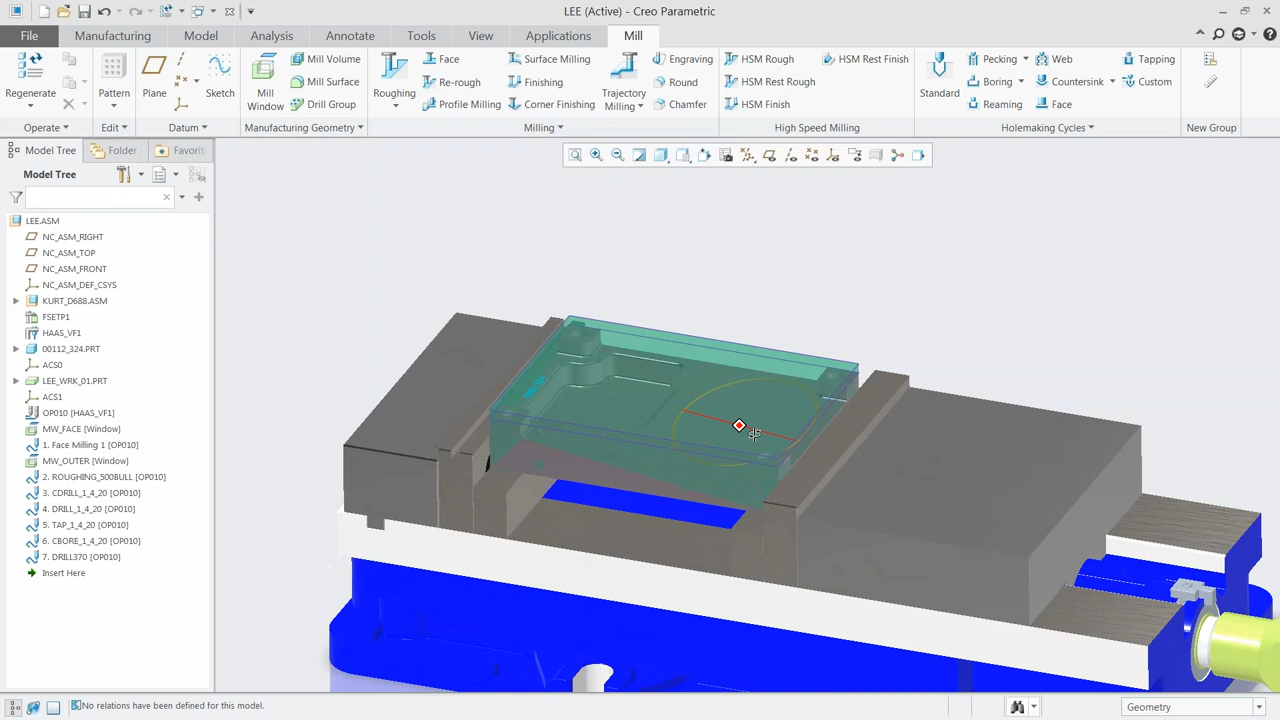 LEE (Active) - Creo Parametric
File Manufacturing Model Analysis Annotate Tools View Applications Mill
Regenerate
Operate
Pattern
Edit
Plane
Sketch
Datum
Mill Window
Mill Volume
Mill Surface
Drill Group
Manufacturing Geometry
Roughing
Face
Re-rough
Profile Milling
Surface Milling
Finishing
Corner Finishing
Trajectory Milling
Engraving
Round
Chamfer
Milling
HSM Rough
HSM Rest Rough
HSM Finish
HSM Rest Finish
High Speed Milling
Standard
Pecking
Boring
Reaming
Web
Countersink
Face
Tapping
Custom
Holemaking Cycles
New Group
Model Tree
Folder
Favorit
Model Tree
LEE.ASM
NC_ASM_RIGHT
NC_ASM_TOP
NC_ASM_FRONT
NC_ASM_DEF_CSYS
KURT_D688.ASM
FSETP1
HAAS_VF1
00112_324.PRT
ACS0
LEE_WRK_01.PRT
ACS1
OP010 [HAAS_VF1]
MW_FACE [Window]
1. Face Milling 1 [OP010]
MW_OUTER [Window]
2. ROUGHING_500BULL [OP010]
3. CDRILL_1_4_20 [OP010]
4. DRILL_1_4_20 [OP010]
5. TAP_1_4_20 [OP010]
6. CBORE_1_4_20 [OP010]
7. DRILL370 [OP010]
Insert Here
No relations have been defined for this model.
Geometry